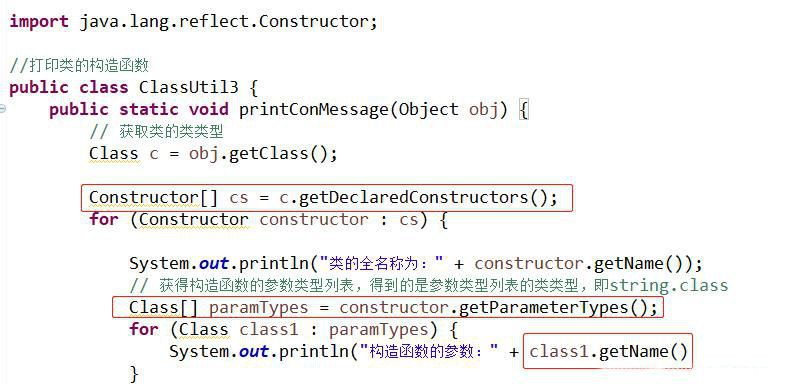 import java.lang.reflect.Constructor;
//打印类的构造函数
public class ClassUtil3 {
public static void printConMessage(Object obj) {
// 获取类的类类型
Class c = obj.getClass();
Constructor[] cs = c.getDeclaredConstructors();
for (Constructor constructor : cs) {
System.out.println("类的全名称为：" + constructor.getName());
// 获得构造函数的参数类型列表，得到的是参数类型列表的类类型，即string.class
Class[] paramTypes = constructor.getParameterTypes();
for (Class class1 : paramTypes) {
System.out.println("构造函数的参数：" + class1.getName()
}